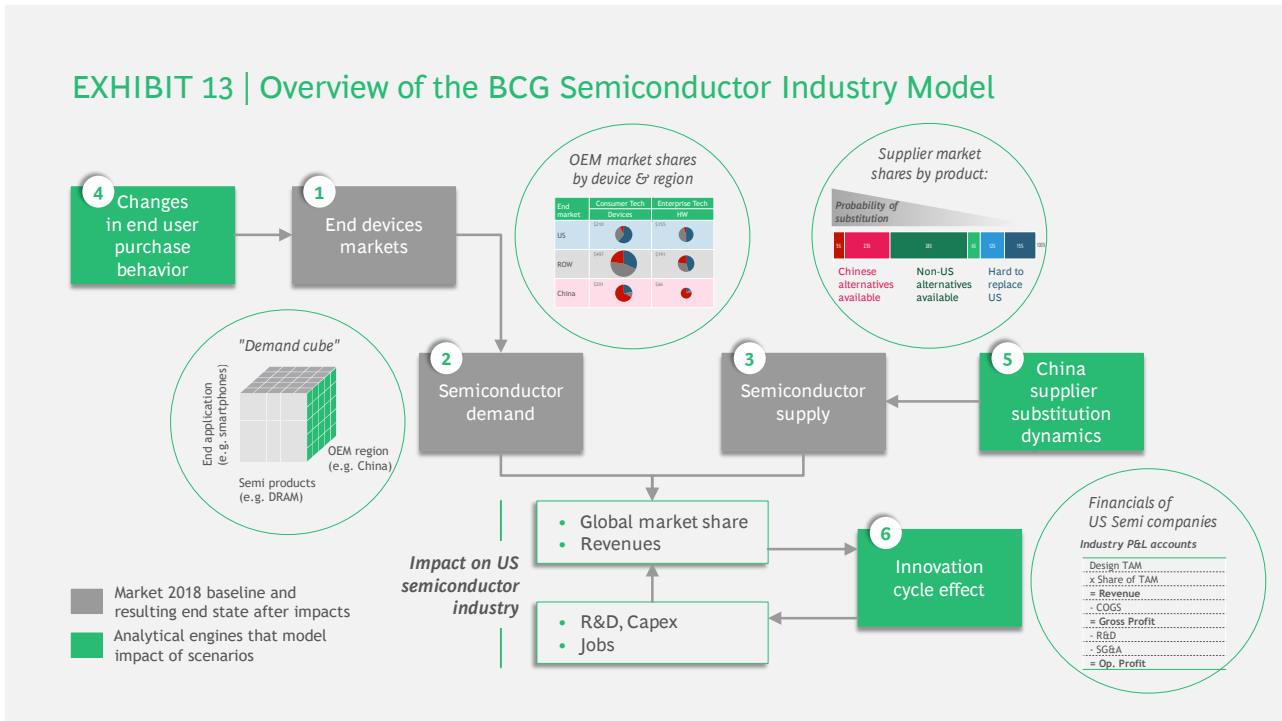 EXHIBIT 13 | Overview of the BCG Semiconductor Industry Model
4
Changes
in end user
purchase
behavior
1
End devices
markets
OEM market shares
by device & region
End
market
Consumer Tech
Enterprise Tech
Devices
HW
US
ROW
China
Supplier market
shares by product:
Probability of
substitution
Chinese
alternatives
available
Non-US
alternatives
available
Hard to
replace
US
"Demand cube"
End application
(e.g. smartphones)
OEM region
(e.g. China)
Semi products
(e.g. DRAM)
2
Semiconductor
demand
3
Semiconductor
supply
5
China
supplier
substitution
dynamics
Impact on US
semiconductor
industry
• Global market share
• Revenues
• R&D, Capex
• Jobs
6
Innovation
cycle effect
Financials of
US Semi companies
Industry P&L accounts
Design TAM
x Share of TAM
= Revenue
- COGS
= Gross Profit
- R&D
- SG&A
= Op. Profit
Market 2018 baseline and
resulting end state after impacts
Analytical engines that model
impact of scenarios